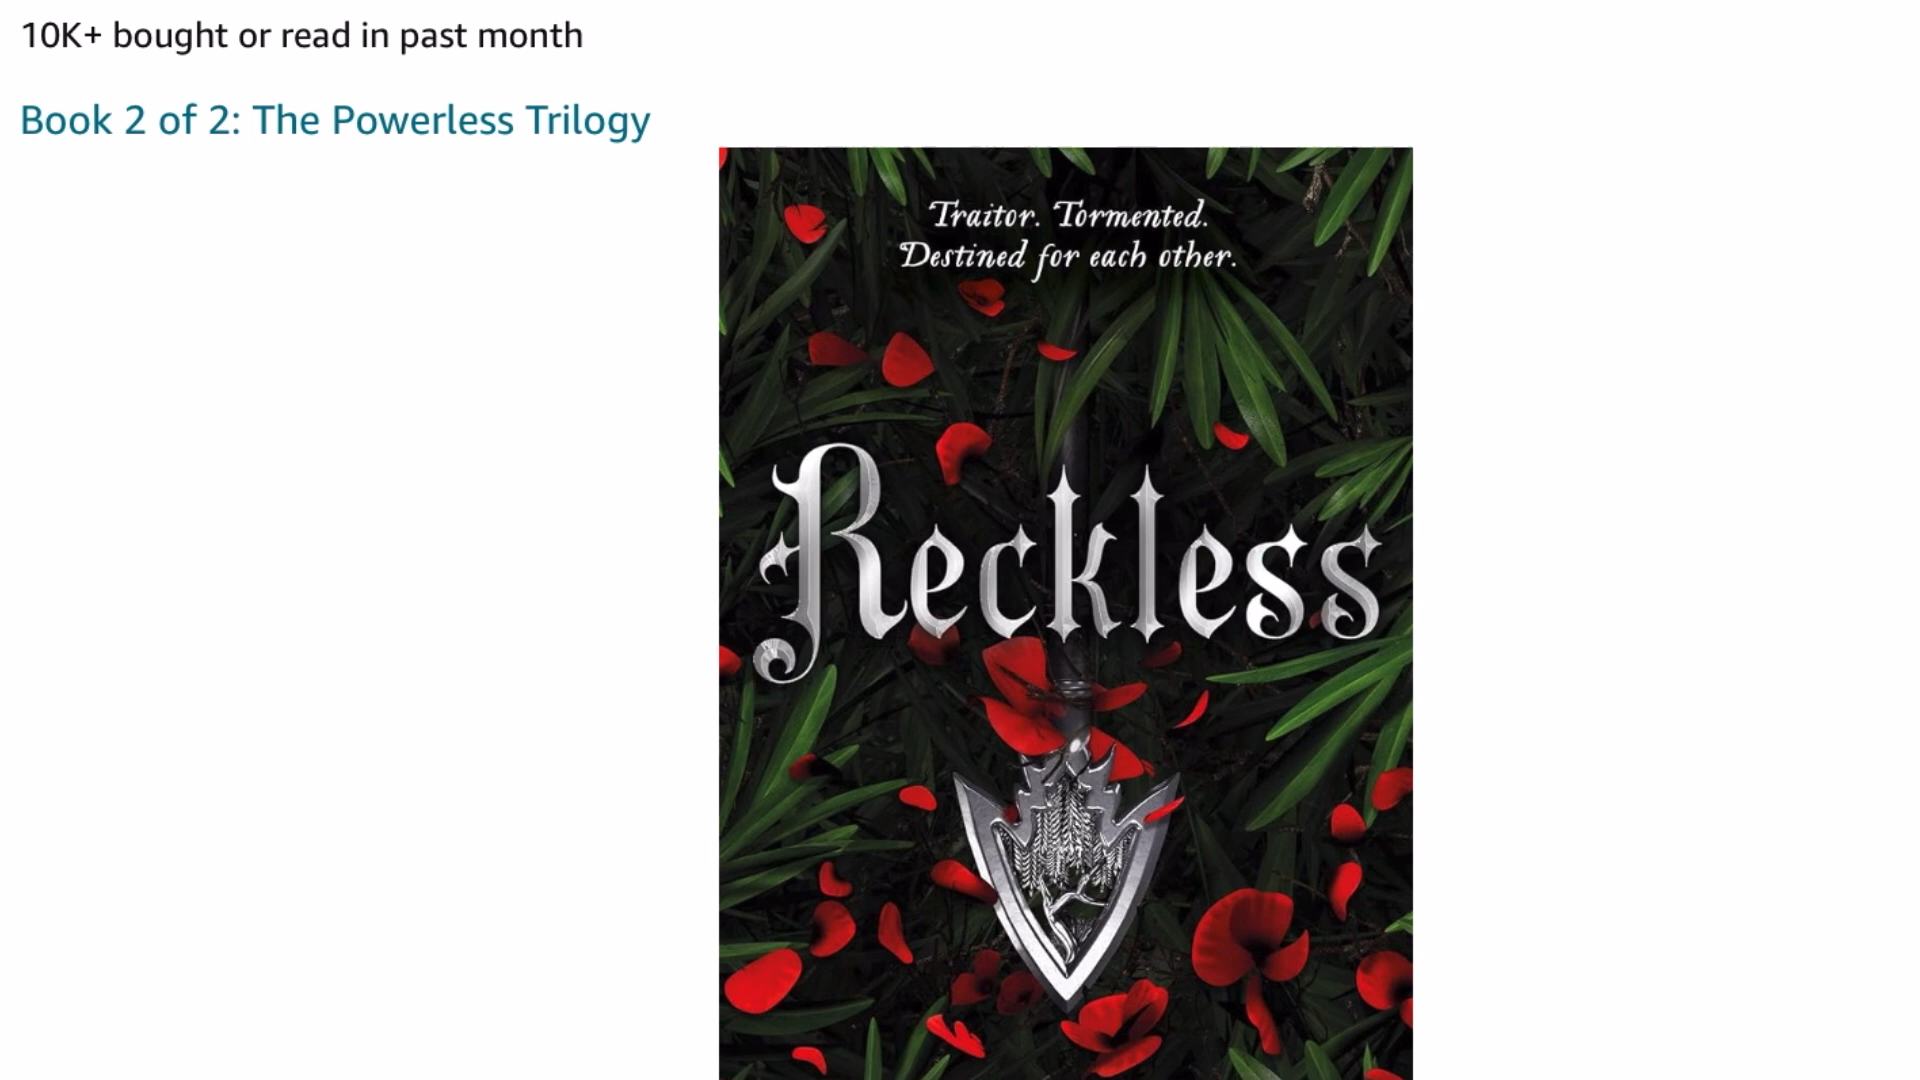 10K+ bought or read in past month
Book 2 of 2: The Powerless Trilogy
Traitor. Tormented.
Destined for each other.
Reckless